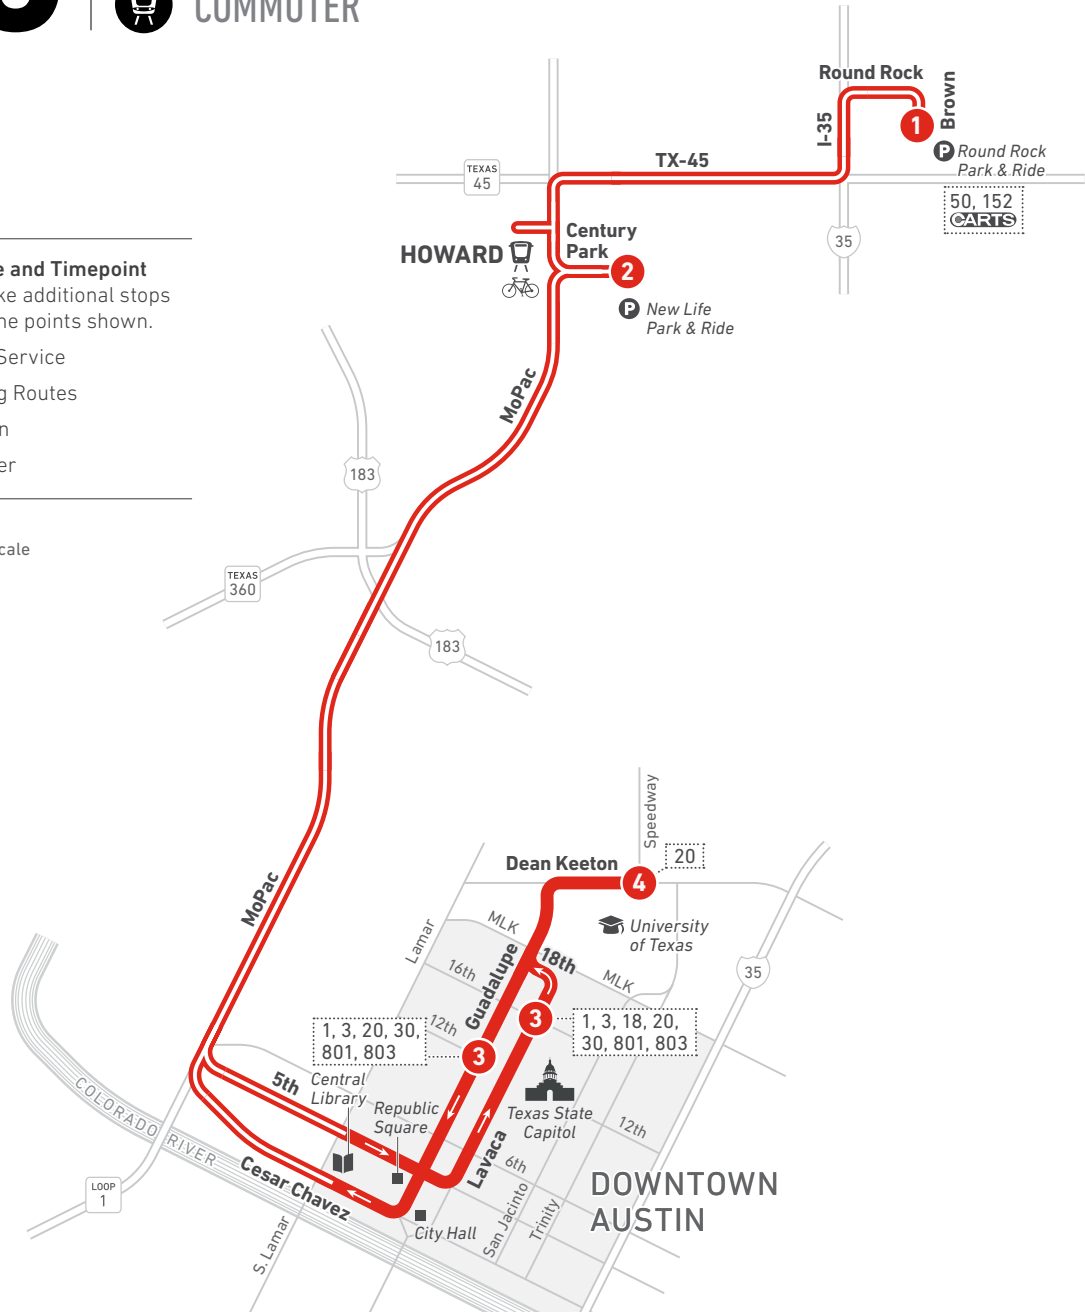 COMMUTER
Round Rock
Brown
I-35
1
P
Round Rock
Park & Ride
TX-45
TEXAS
45
50, 152
CARTS
35
Century
Park
HOWARD
2
P
New Life
Park & Ride
e and Timepoint
ke additional stops
ne points shown.
Service
g Routes
n
er
cale
MoPac
183
TEXAS
360
183
Speedway
20
Dean Keeton
4
MoPac
Lamar
MLK
University
of Texas
Guadalupe
18th
16th
MLK
35
12th
3
1, 3, 20, 30,
801, 803
3
1, 3, 18, 20,
30, 801, 803
5th
Central
Library
Republic
Square
Texas State
Capitol
12th
COLORADO RIVER
Lavaca
6th
Cesar Chavez
DOWNTOWN
AUSTIN
LOOP
1
San Jacinto
Trinity
City Hall
S. Lamar